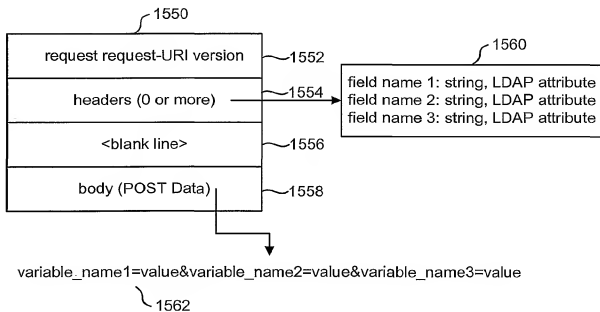 1550
request request-URI version
1552
1560
headers (0 or more)
1554
field name 1: string, LDAP attribute
field name 2: string, LDAP attribute
field name 3: string, LDAP attribute
<blank line>
1556
body (POST Data)
1558
variable_name1=value&variable_name2=value&variable_name3=value
1562